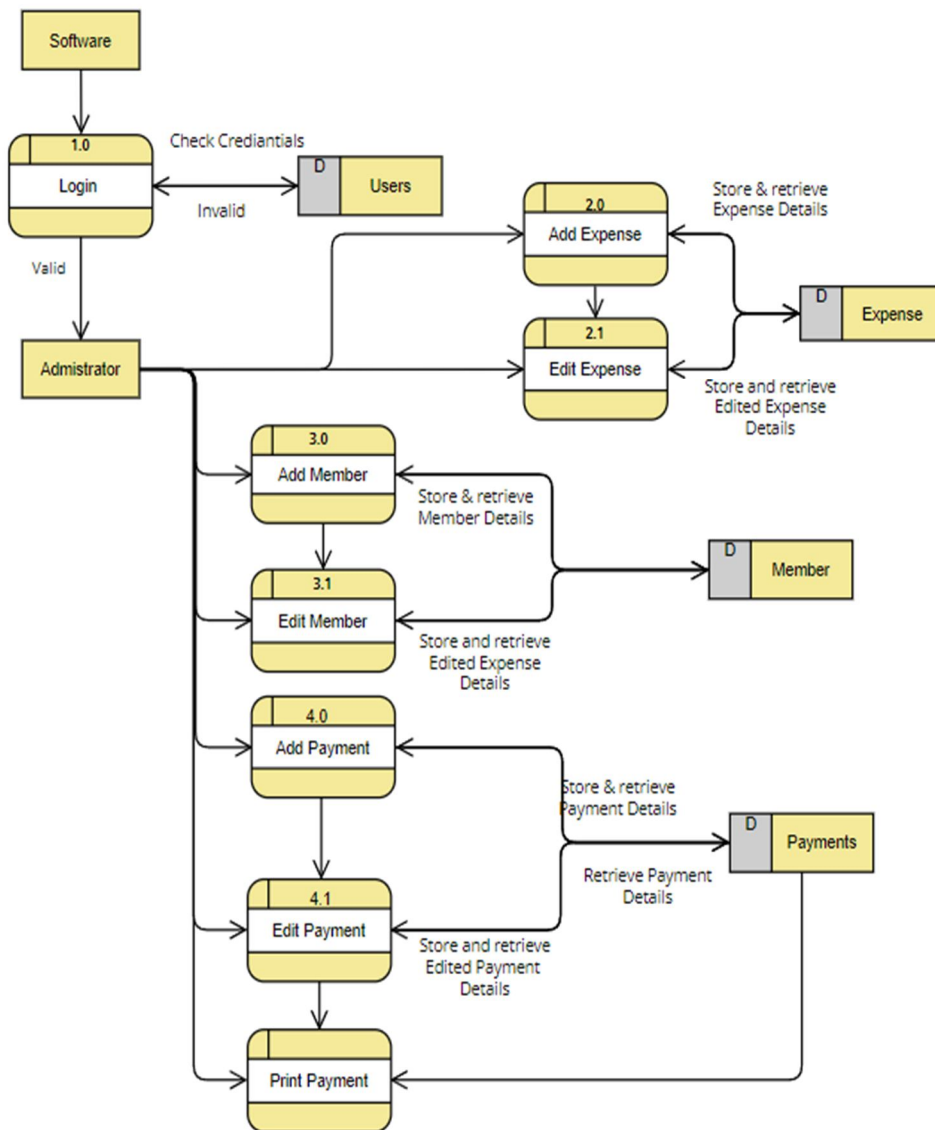 Software
1.0
Login
Check Crediantials
Invalid
D
Users
Valid
Admistrator
2.0
Add Expense
Store & retrieve
Expense Details
2.1
Edit Expense
D
Expense
Store and retrieve
Edited Expense
Details
3.0
Add Member
Store & retrieve
Member Details
3.1
Edit Member
D
Member
Store and retrieve
Edited Expense
Details
4.0
Add Payment
Store & retrieve
Payment Details
D
Payments
Retrieve Payment
Details
4.1
Edit Payment
Store and retrieve
Edited Payment
Details
Print Payment